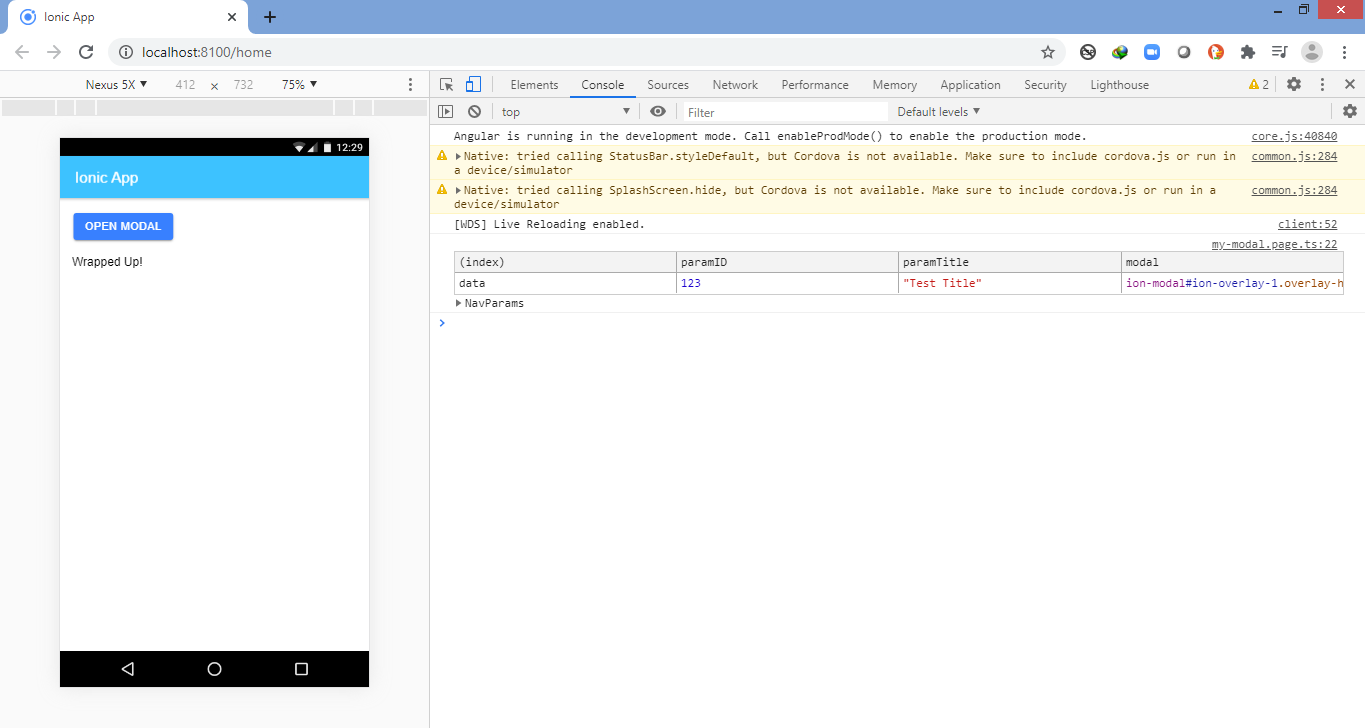 Ionic App
localhost:8100/home
Nexus 5X 412 x 732 75%
Elements Console Sources Network Performance Memory Application Security Lighthouse 2
top Filter Default levels
12:29
Ionic App
OPEN MODAL
Wrapped Up!
Angular is running in the development mode. Call enableProdMode() to enable the production mode. core.js:40840
Native: tried calling StatusBar.styleDefault, but Cordova is not available. Make sure to include cordova.js or run in common.js:284
a device/simulator
Native: tried calling SplashScreen.hide, but Cordova is not available. Make sure to include cordova.js or run in a common.js:284
device/simulator
[WDS] Live Reloading enabled. client:52
my-modal.page.ts:22
(index) paramID paramTitle modal
data 123 "Test Title" ion-modal#ion-overlay-1.overlay-h
NavParams